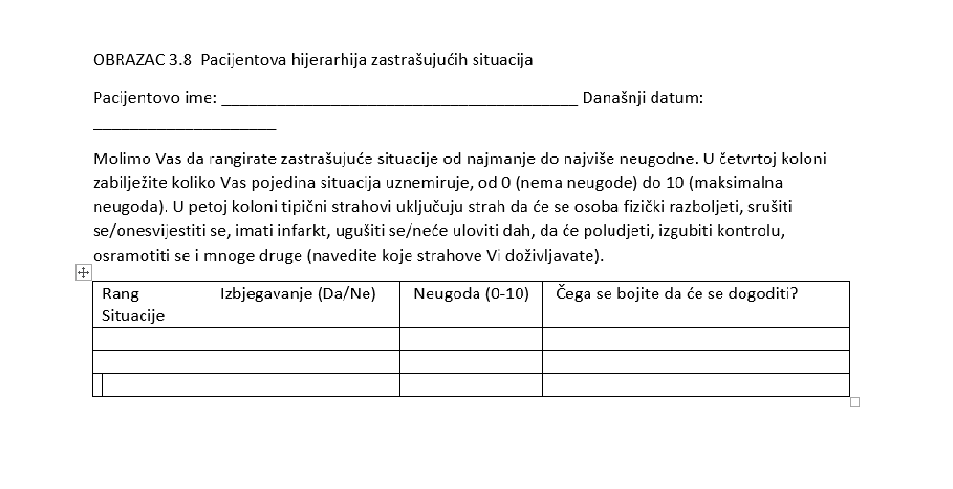 OBRAZAC 3.8 Pacijentova hijerarhija zastrašujućih situacija
Pacijentovo ime: ________________________________________ Današnji datum:
_____________________
Molimo Vas da rangirate zastrašujuće situacije od najmanje do najviše neugodne. U četvrtoj koloni
zabilježite koliko Vas pojedina situacija uznemiruje, od 0 (nema neugode) do 10 (maksimalna
neugoda). U petoj koloni tipični strahovi uključuju strah da će se osoba fizički razboljeti, srušiti
se/onesvijestiti se, imati infarkt, ugušiti se/neće uloviti dah, da će poludjeti, izgubiti kontrolu,
osramotiti se i mnoge druge (navedite koje strahove Vi doživljavate).
Rang Izbjegavanje (Da/Ne) Neugoda (0-10) Čega se bojite da će se dogoditi?
Situacije